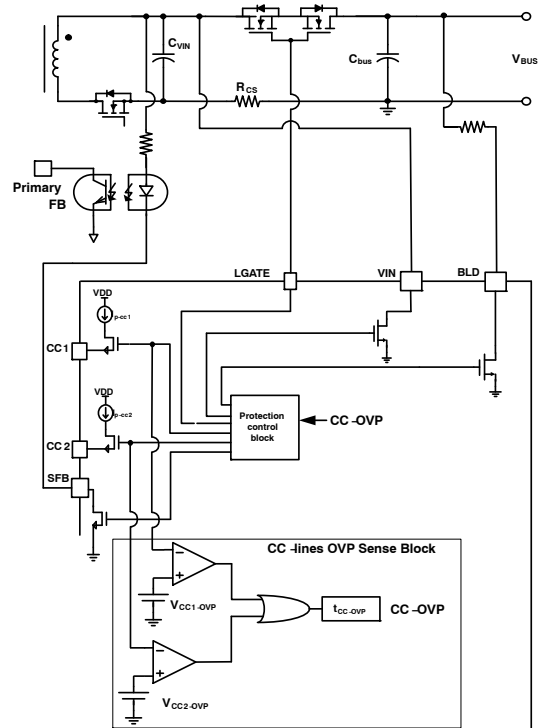 CVIN
Cbus
VBUS
RCS
Primary
FB
LGATE
VIN
BLD
VDD
Ip-cc1
CC1
VDD
Ip-cc2
CC2
SFB
Protection
control
block
CC-OVP
CC-lines OVP Sense Block
−
+
VCC1-OVP
tCC-OVP
CC-OVP
−
+
VCC2-OVP